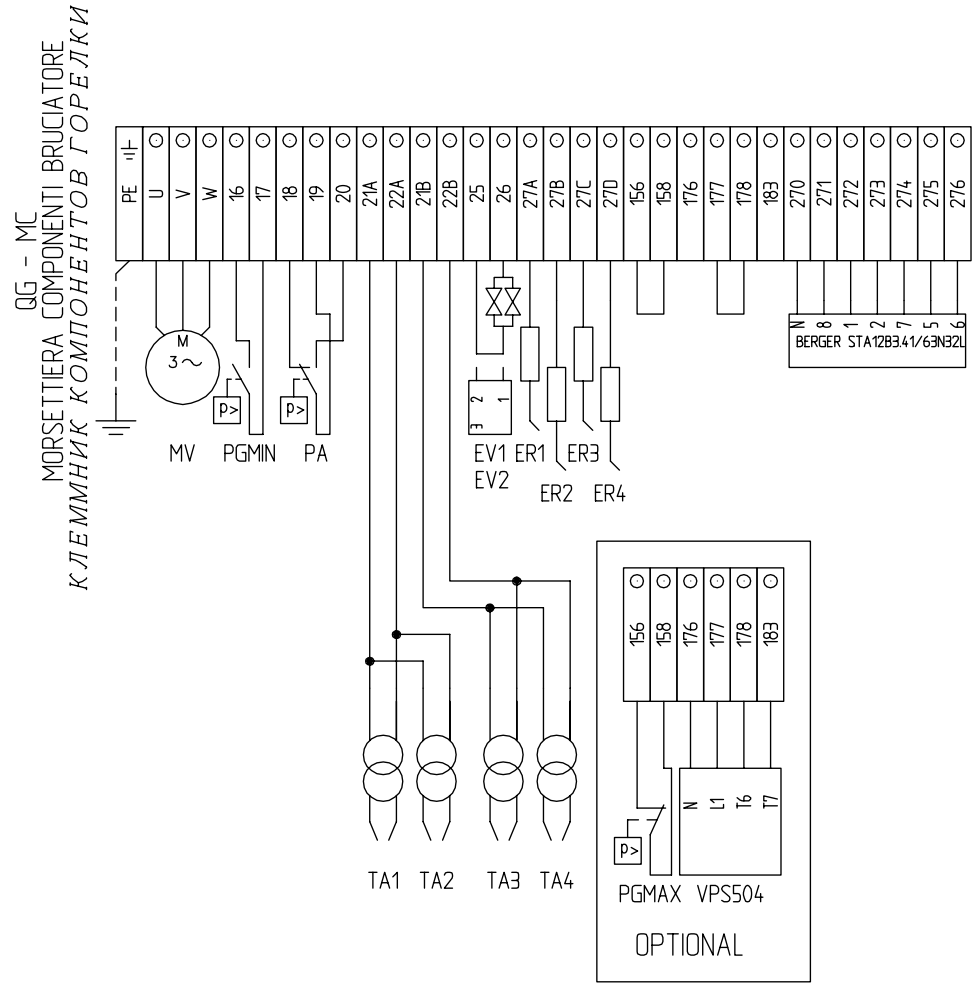 QG - MC
MORSETTIERA COMPONENTI BRUCIATORE
КЛЕММНИК КОМПОНЕНТОВ ГОРЕЛКИ
PE U V W 16 17 18 19 20 21A 22A 21B 22B 25 26 27A 27B 27C 27D 156 158 176 177 178 183 270 271 272 273 274 275 276
N 8 1 2 7 5 6
BERGER STA12B3.41/63N32L
M
3~
P>
P>
2 1
3
MV PGMIN PA EV1 ER1 ER3
EV2 ER2 ER4
156 158 176 177 178 183
N L1 T6 T7
P>
TA1 TA2 TA3 TA4
PGMAX VPS504
OPTIONAL